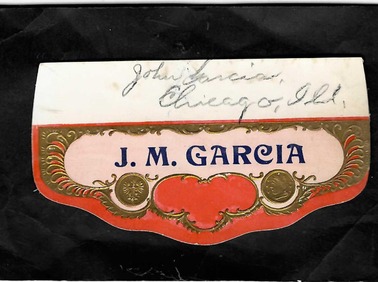 John Garcia,
Chicago, Ill.
J. M. GARCIA